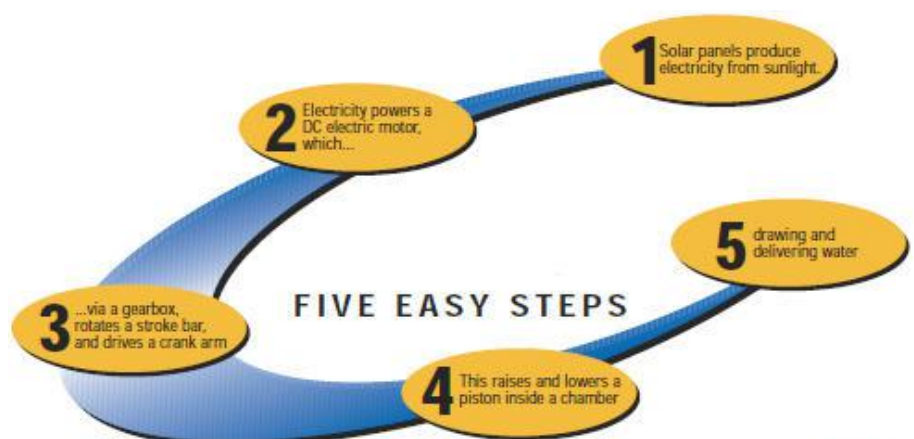 1 Solar panels produce
electricity from sunlight.
2 Electricity powers a
DC electric motor,
which...
3 ...via a gearbox,
rotates a stroke bar,
and drives a crank arm
FIVE EASY STEPS
4 This raises and lowers a
piston inside a chamber
5 drawing and
delivering water